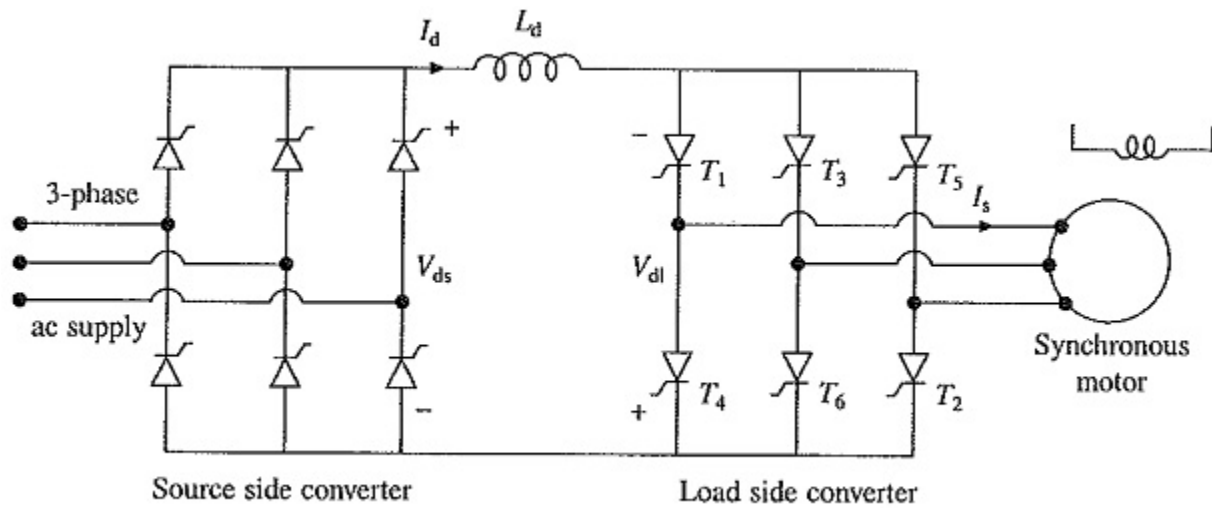 I_d
L_d
+
−
T_1
T_3
T_5
3-phase
I_s
V_ds
V_dl
ac supply
Synchronous
motor
−
+
T_4
T_6
T_2
Source side converter
Load side converter